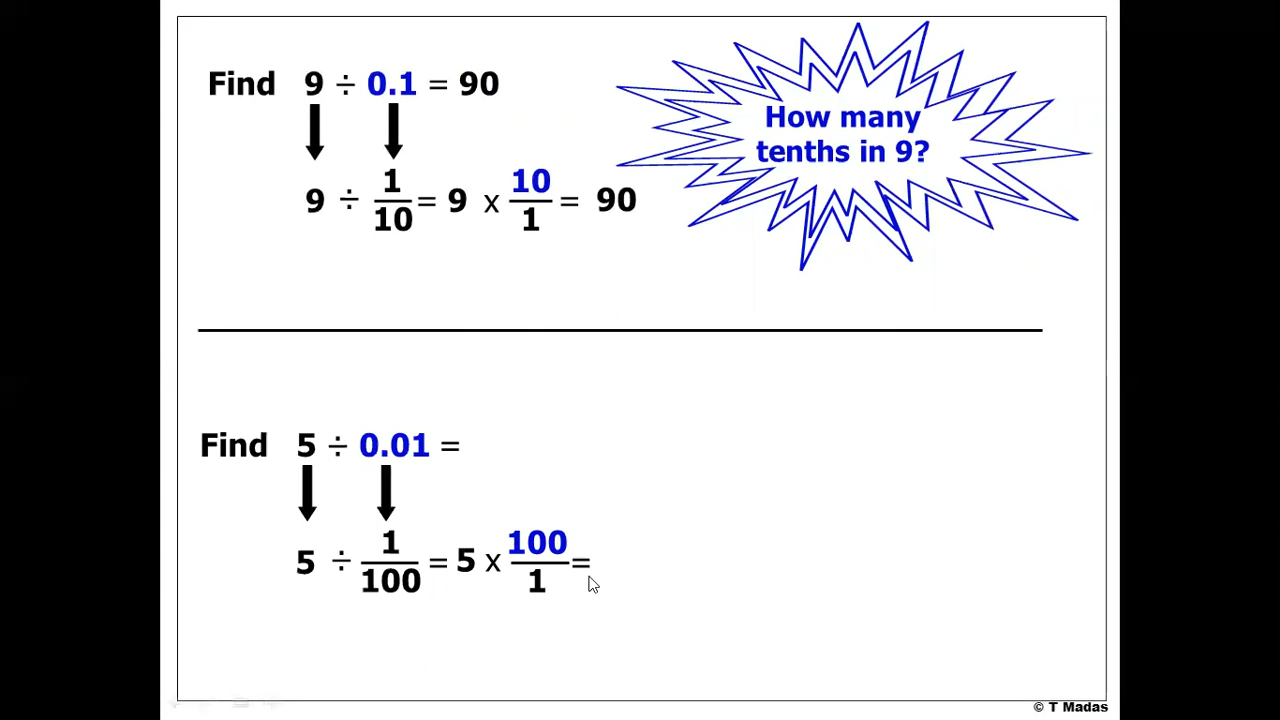 Find 9 ÷ 0.1 = 90
9 ÷ 1/10 = 9 x 10/1 = 90
How many
tenths in 9?
Find 5 ÷ 0.01 =
5 ÷ 1/100 = 5 x 100/1 =
© T Madas